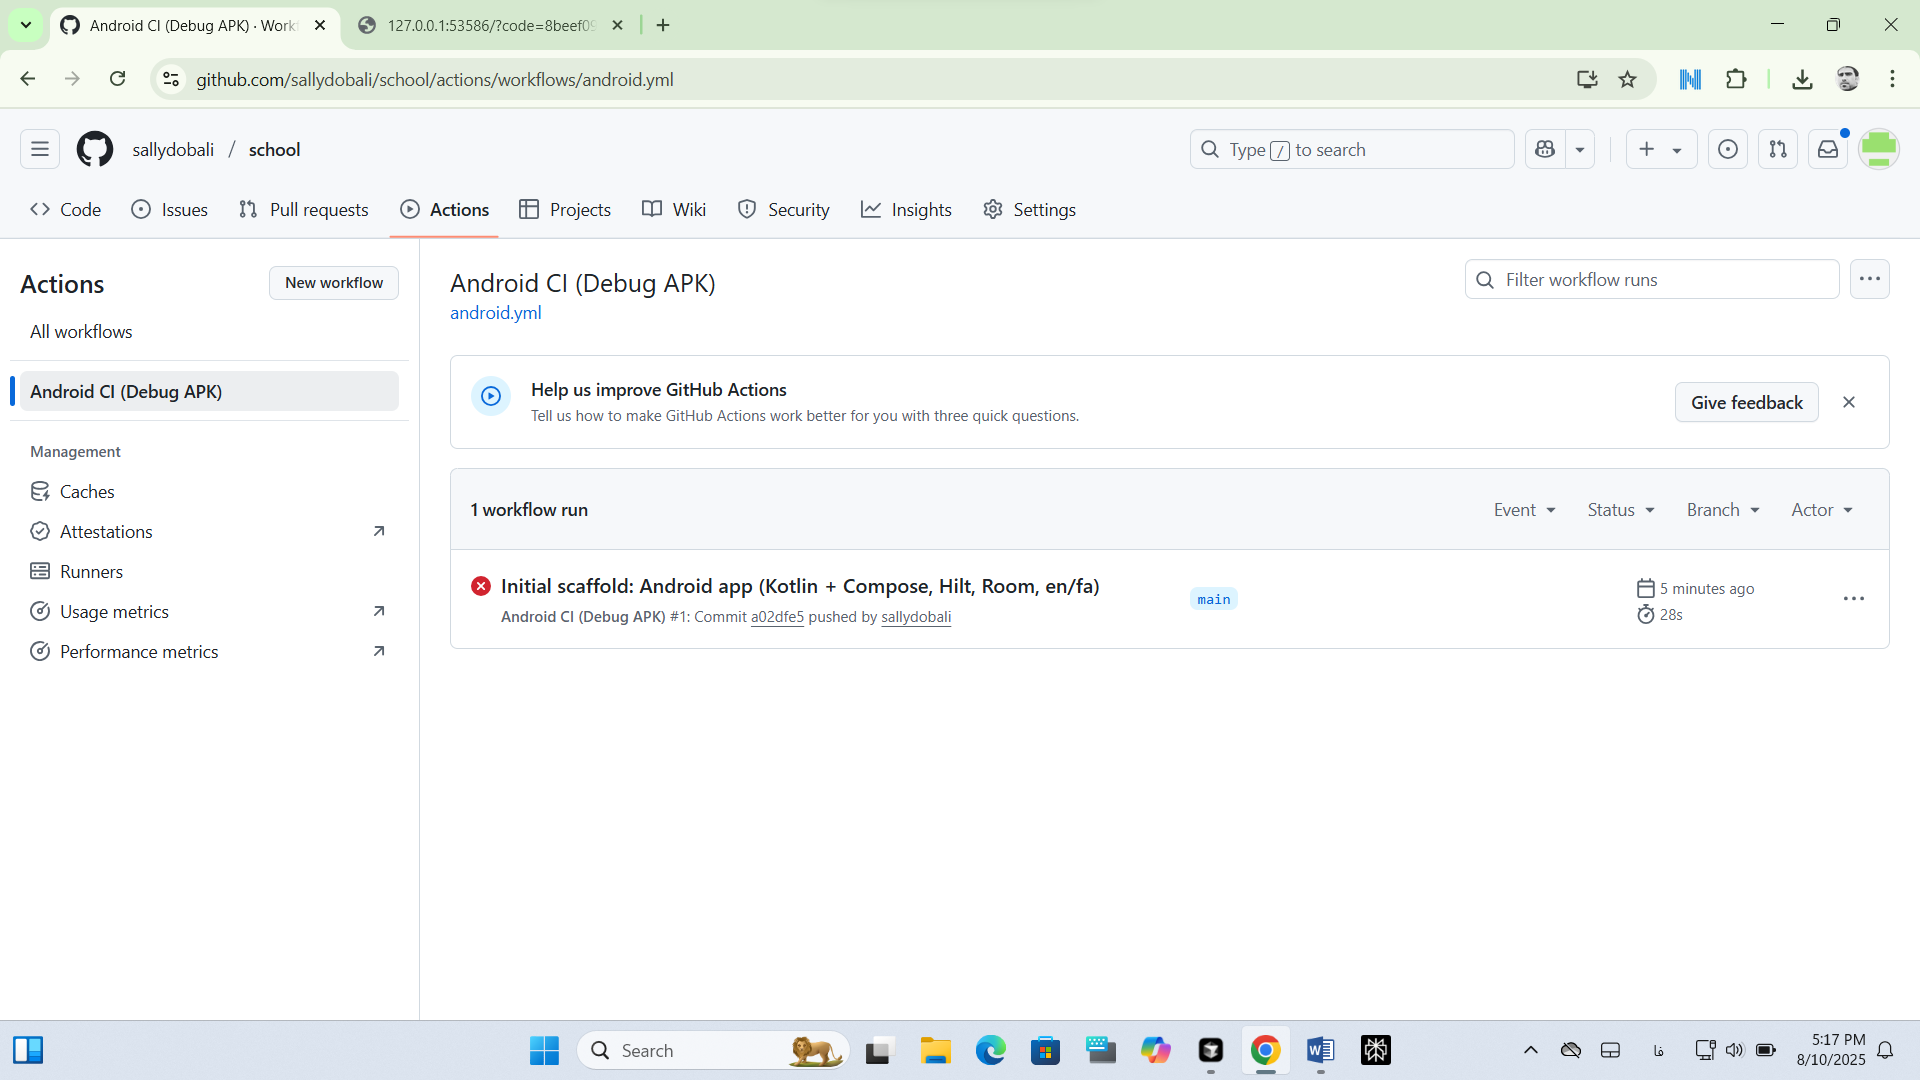 Android CI (Debug APK) · Work
127.0.0.1:53586/?code=8beef09
github.com/sallydobali/school/actions/workflows/android.yml
sallydobali / school
Type / to search
Code
Issues
Pull requests
Actions
Projects
Wiki
Security
Insights
Settings
Actions
New workflow
All workflows
Android CI (Debug APK)
Management
Caches
Attestations
Runners
Usage metrics
Performance metrics
Android CI (Debug APK)
android.yml
Filter workflow runs
Help us improve GitHub Actions
Tell us how to make GitHub Actions work better for you with three quick questions.
Give feedback
1 workflow run
Event
Status
Branch
Actor
Initial scaffold: Android app (Kotlin + Compose, Hilt, Room, en/fa)
Android CI (Debug APK) #1: Commit a02dfe5 pushed by sallydobali
main
5 minutes ago
28s
Search
فا
5:17 PM
8/10/2025